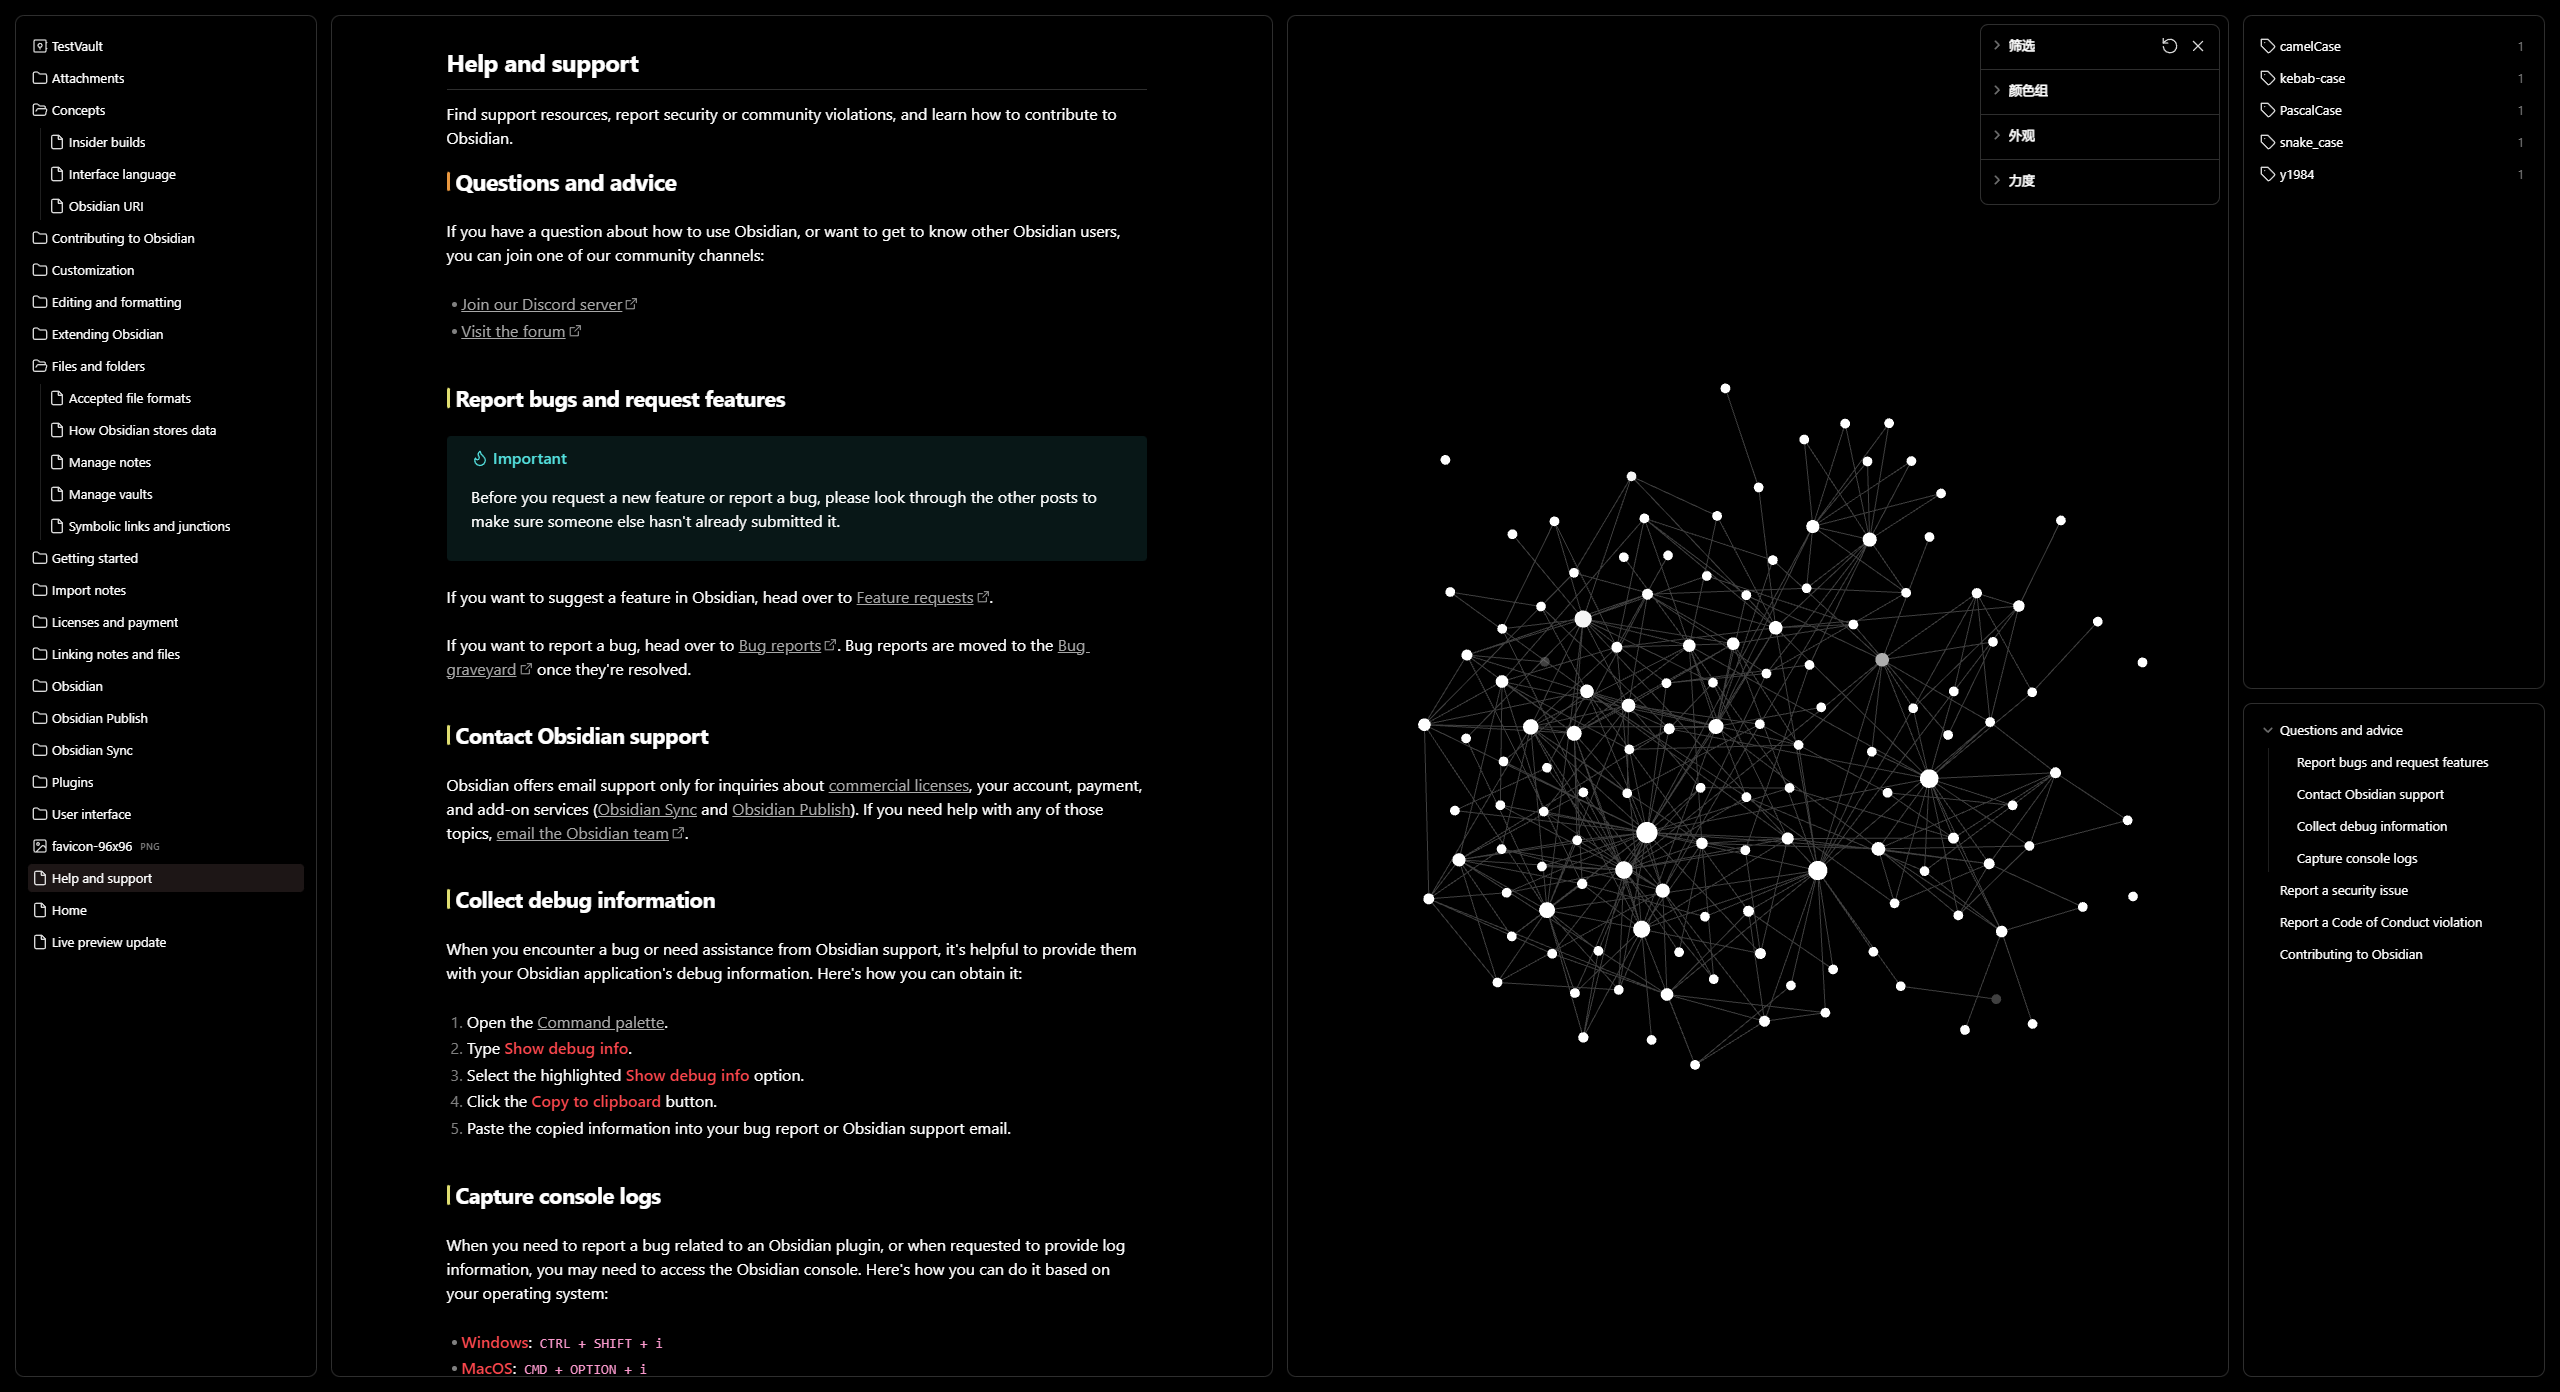 TestVault
Attachments
Concepts
Insider builds
Interface language
Obsidian URI
Contributing to Obsidian
Customization
Editing and formatting
Extending Obsidian
Files and folders
Accepted file formats
How Obsidian stores data
Manage notes
Manage vaults
Symbolic links and junctions
Getting started
Import notes
Licenses and payment
Linking notes and files
Obsidian
Obsidian Publish
Obsidian Sync
Plugins
User interface
favicon-96x96 PNG
Help and support
Home
Live preview update
Help and support
Find support resources, report security or community violations, and learn how to contribute to
Obsidian.
Questions and advice
If you have a question about how to use Obsidian, or want to get to know other Obsidian users,
you can join one of our community channels:
• Join our Discord server
• Visit the forum
Report bugs and request features
Important
Before you request a new feature or report a bug, please look through the other posts to
make sure someone else hasn't already submitted it.
If you want to suggest a feature in Obsidian, head over to Feature requests.
If you want to report a bug, head over to Bug reports. Bug reports are moved to the Bug
graveyard once they're resolved.
Contact Obsidian support
Obsidian offers email support only for inquiries about commercial licenses, your account, payment,
and add-on services (Obsidian Sync and Obsidian Publish). If you need help with any of those
topics, email the Obsidian team.
Collect debug information
When you encounter a bug or need assistance from Obsidian support, it's helpful to provide them
with your Obsidian application's debug information. Here's how you can obtain it:
1. Open the Command palette.
2. Type Show debug info.
3. Select the highlighted Show debug info option.
4. Click the Copy to clipboard button.
5. Paste the copied information into your bug report or Obsidian support email.
Capture console logs
When you need to report a bug related to an Obsidian plugin, or when requested to provide log
information, you may need to access the Obsidian console. Here's how you can do it based on
your operating system:
• Windows: CTRL + SHIFT + i
• MacOS: CMD + OPTION + i
筛选
颜色组
外观
力度
camelCase 1
kebab-case 1
PascalCase 1
snake_case 1
y1984 1
Questions and advice
Report bugs and request features
Contact Obsidian support
Collect debug information
Capture console logs
Report a security issue
Report a Code of Conduct violation
Contributing to Obsidian